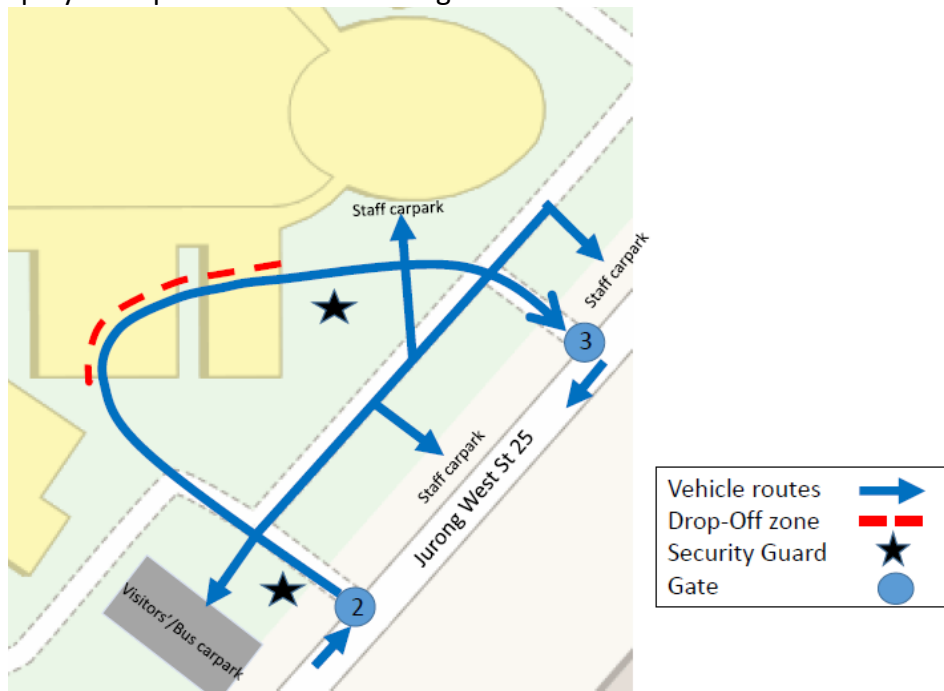 Staff carpark
Staff carpark
3
Staff carpark
Jurong West St 25
Visitors'/Bus carpark
2
Vehicle routes
Drop-Off zone
Security Guard
Gate